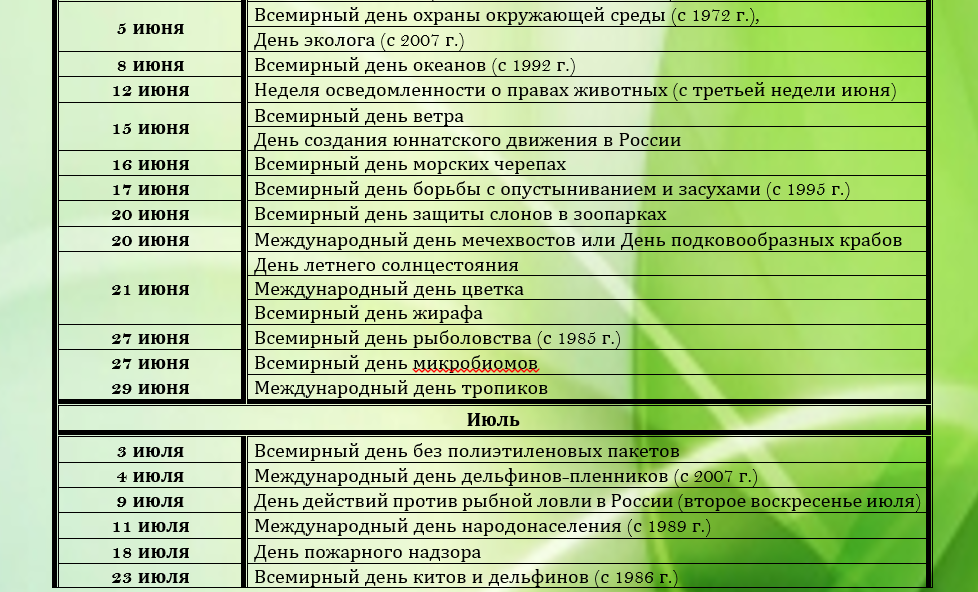 5 июня
Всемирный день охраны окружающей среды (с 1972 г.),
День эколога (с 2007 г.)
8 июня
Всемирный день океанов (с 1992 г.)
12 июня
Неделя осведомленности о правах животных (с третьей недели июня)
15 июня
Всемирный день ветра
День создания юннатского движения в России
16 июня
Всемирный день морских черепах
17 июня
Всемирный день борьбы с опустыниванием и засухами (с 1995 г.)
20 июня
Всемирный день защиты слонов в зоопарках
20 июня
Международный день мечехвостов или День подковообразных крабов
21 июня
День летнего солнцестояния
Международный день цветка
Всемирный день жирафа
27 июня
Всемирный день рыболовства (с 1985 г.)
27 июня
Всемирный день микробиомов
29 июня
Международный день тропиков
Июль
3 июля
Всемирный день без полиэтиленовых пакетов
4 июля
Международный день дельфинов–пленников (с 2007 г.)
9 июля
День действий против рыбной ловли в России (второе воскресенье июля)
11 июля
Международный день народонаселения (с 1989 г.)
18 июля
День пожарного надзора
23 июля
Всемирный день китов и дельфинов (с 1986 г.)